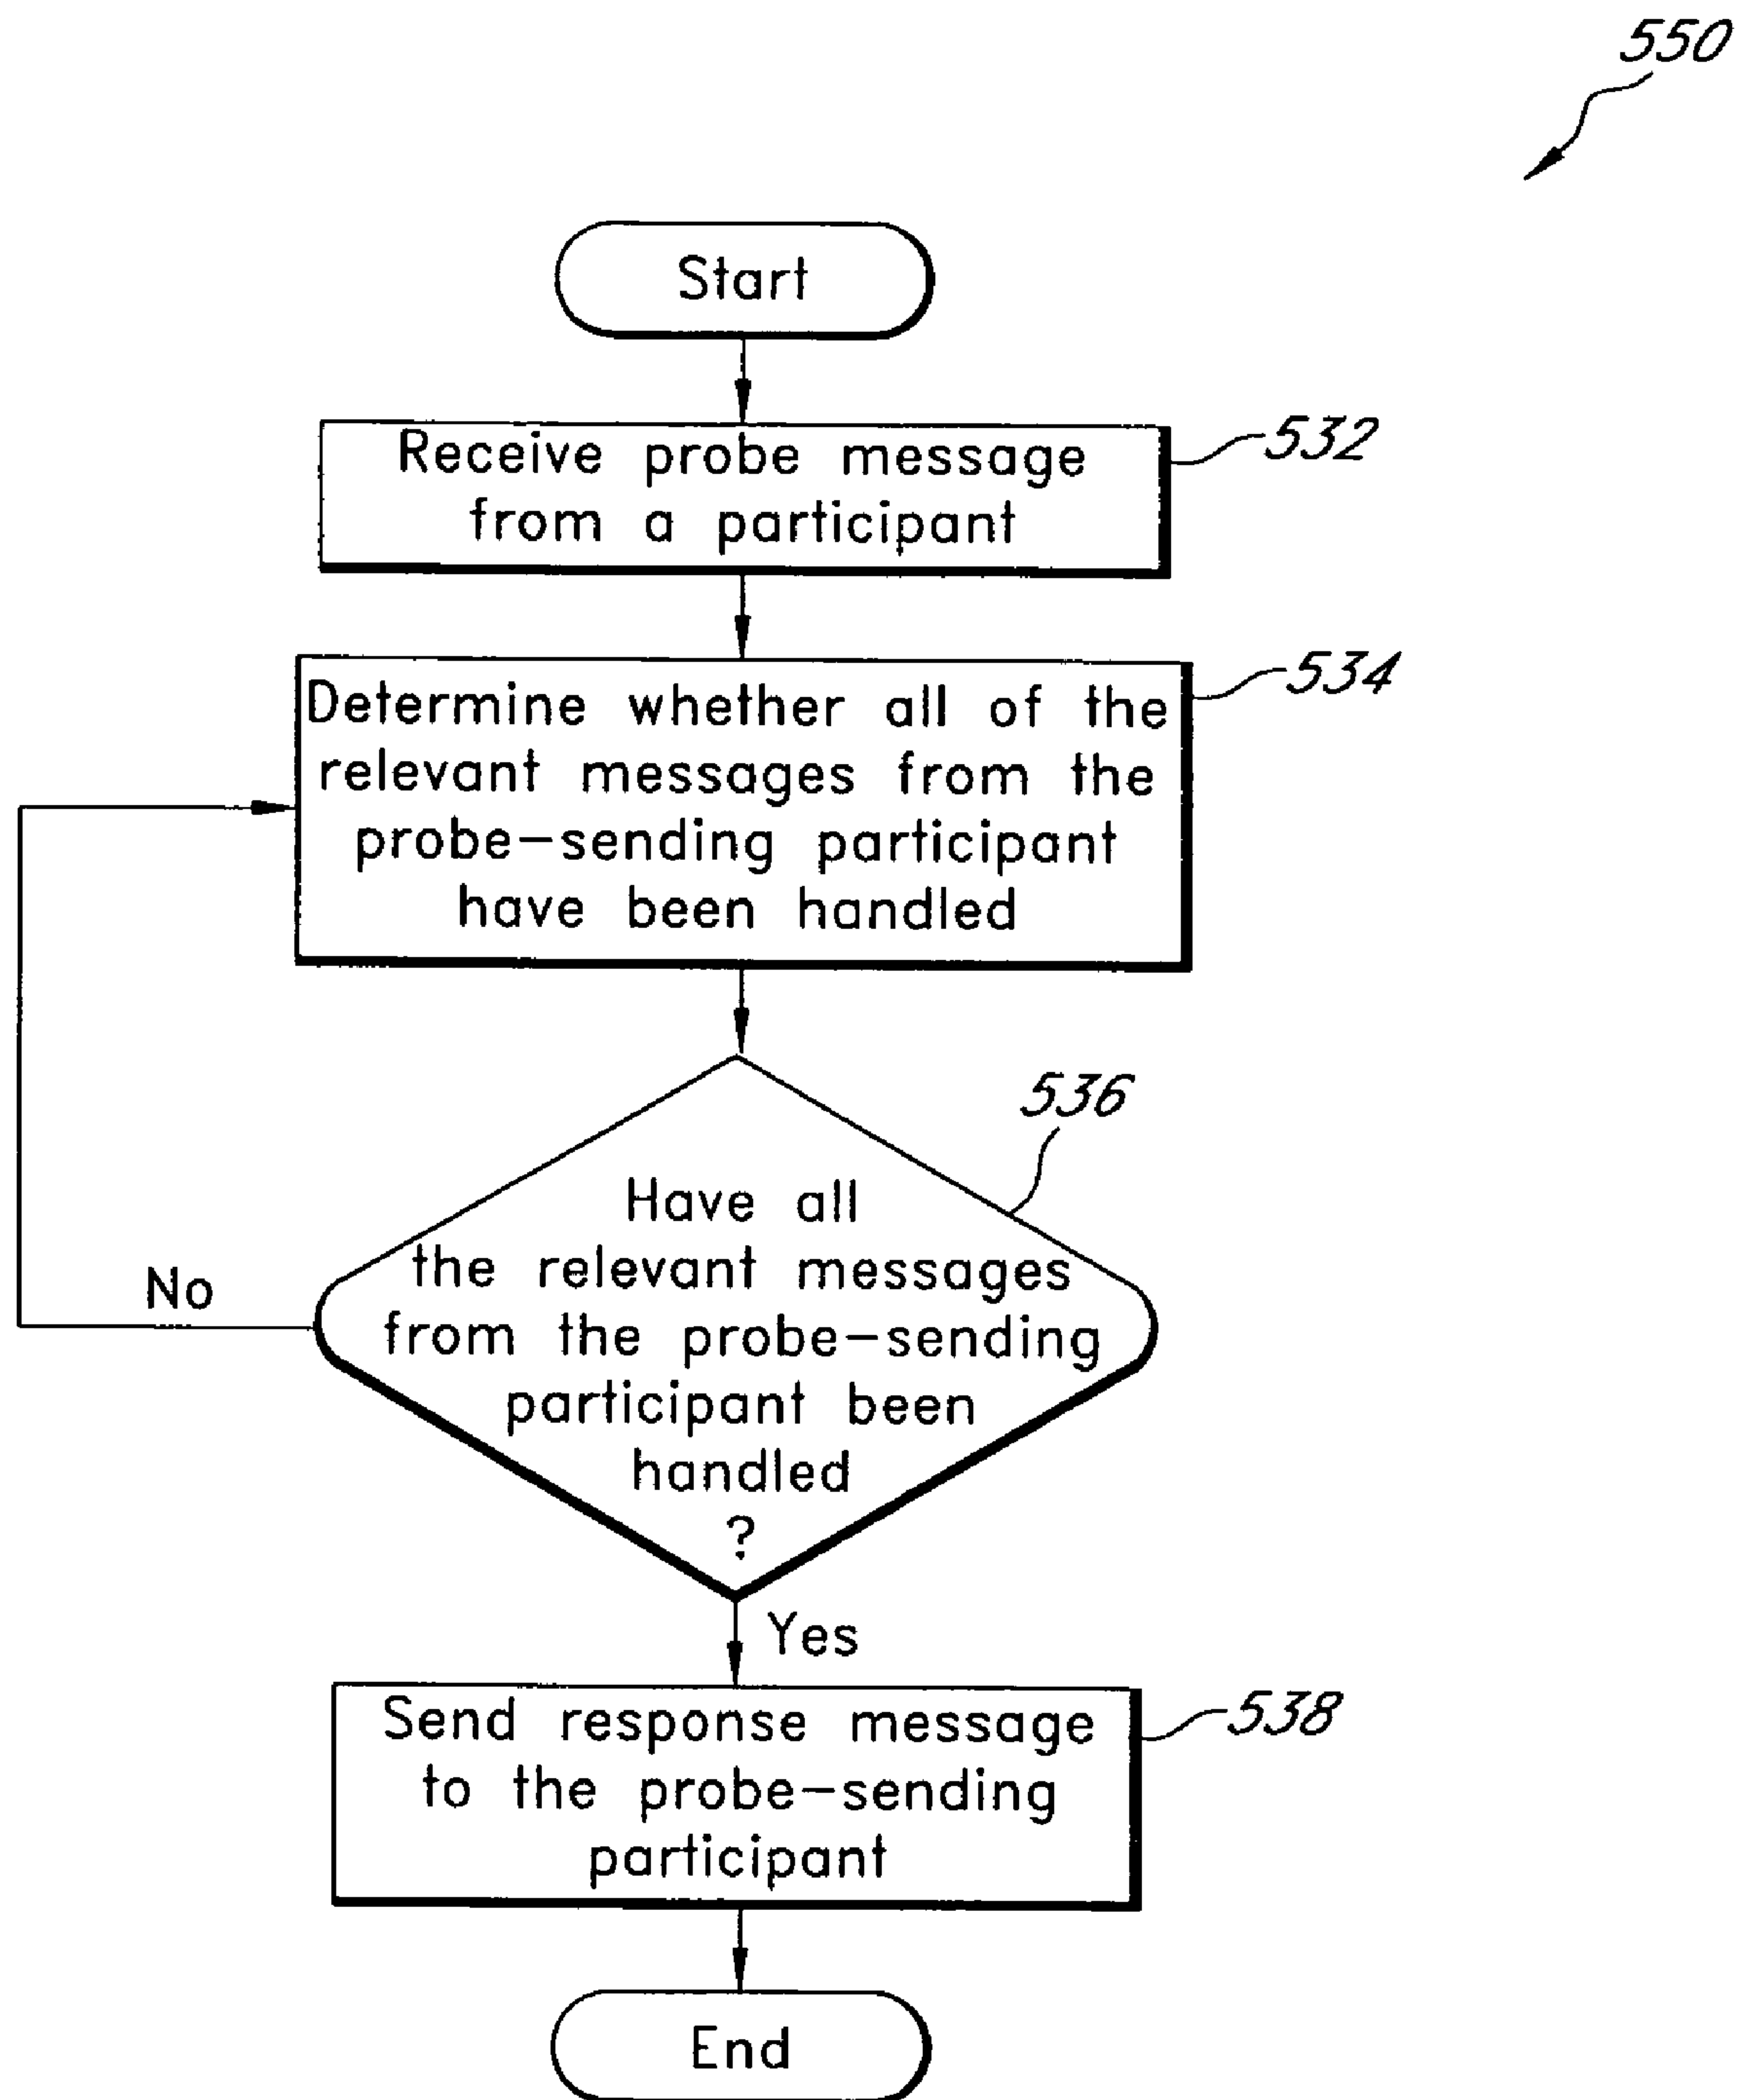 550
Start
Receive probe message
from a participant
532
Determine whether all of the
relevant messages from the
probe-sending participant
have been handled
534
536
Have all
the relevant messages
from the probe-sending
participant been
handled
?
No
Yes
Send response message
to the probe-sending
participant
538
End